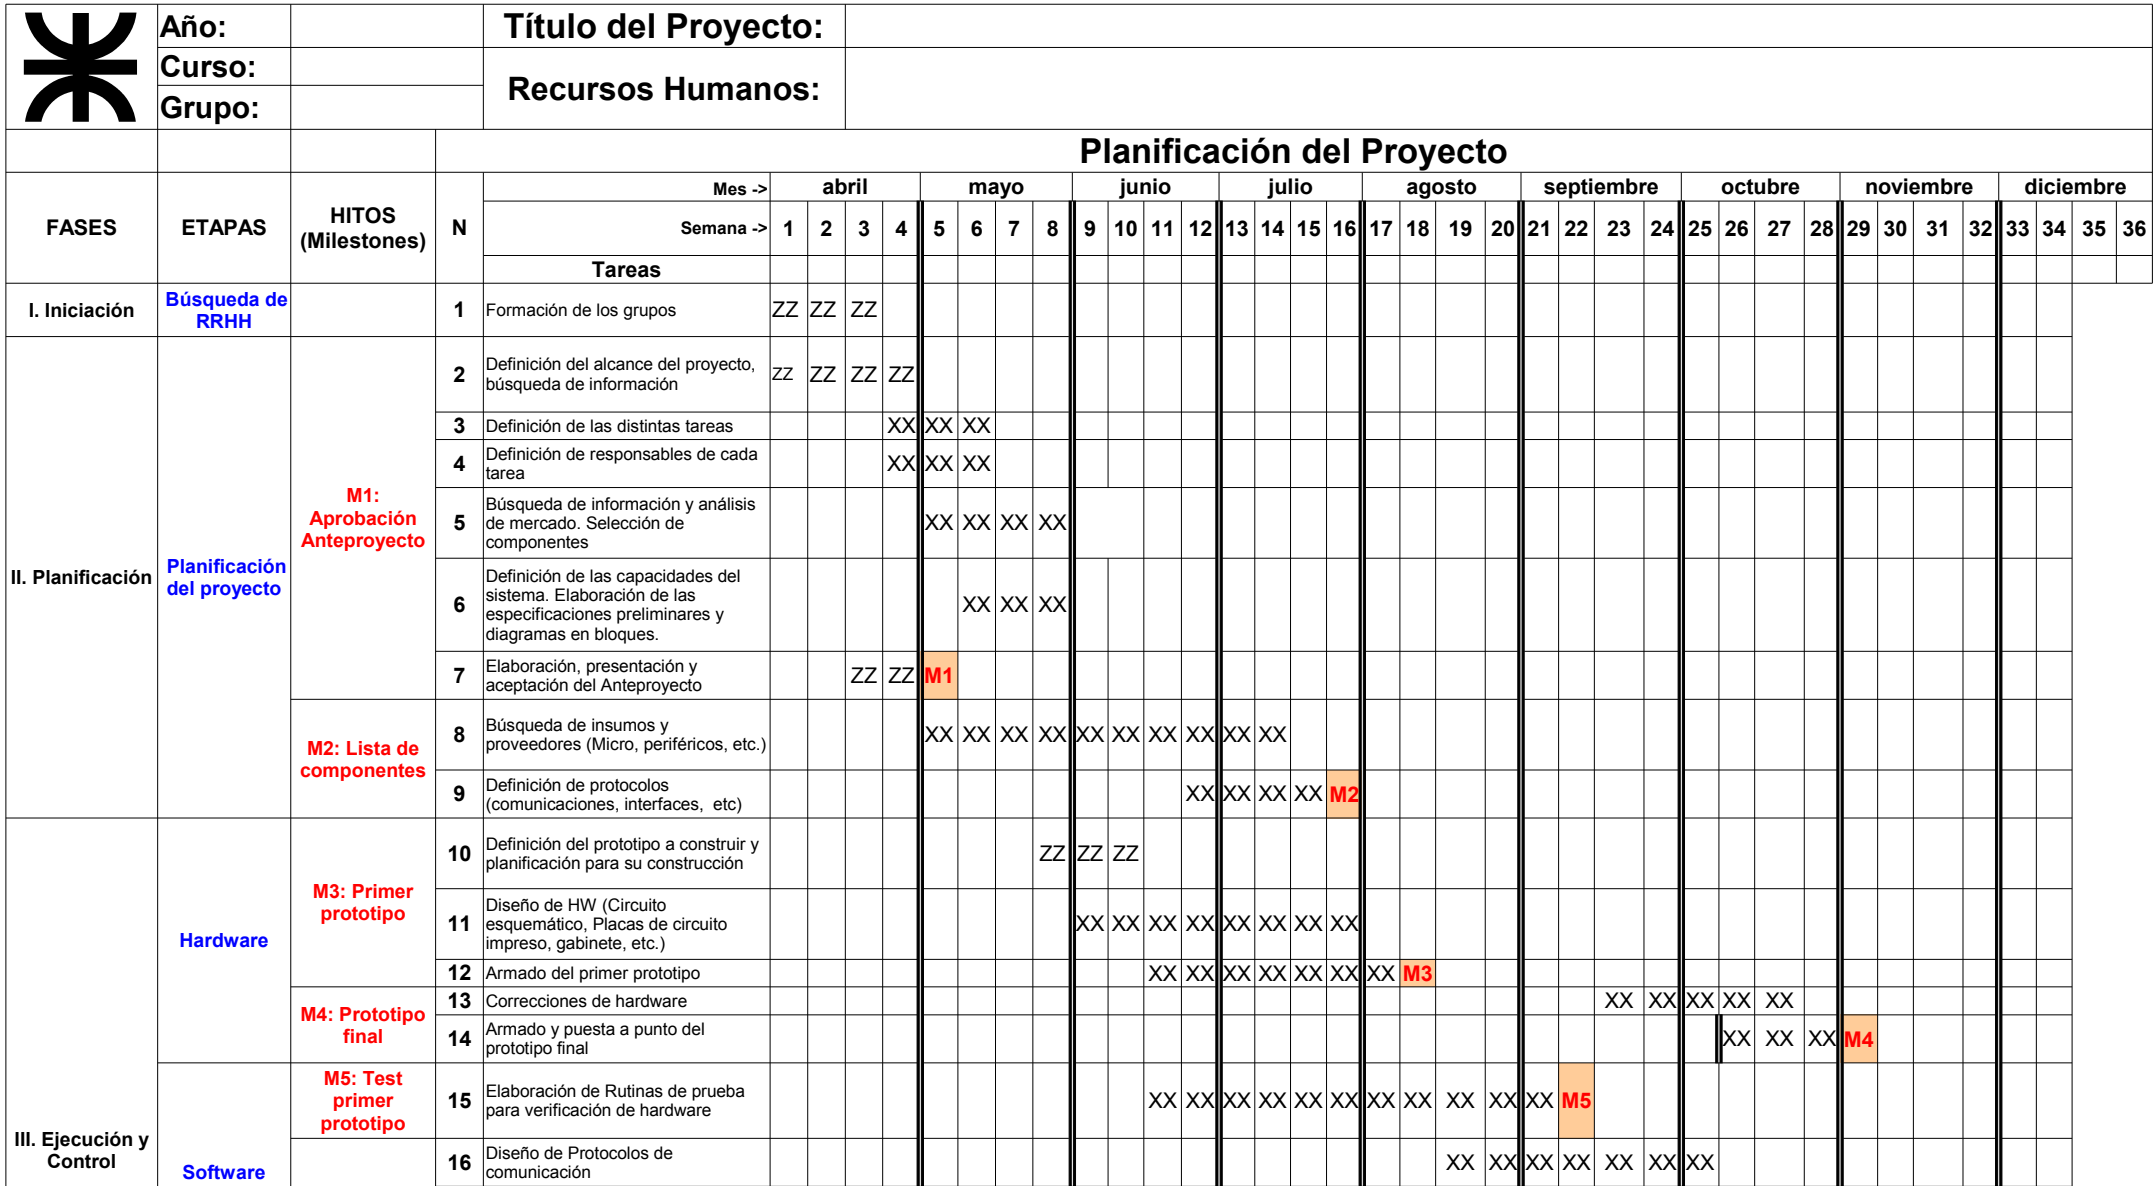 Año:
Título del Proyecto:
Curso:
Recursos Humanos:
Grupo:
Planificación del Proyecto
Mes -> abril mayo junio julio agosto septiembre octubre noviembre diciembre
FASES ETAPAS HITOS (Milestones) N Semana -> 1 2 3 4 5 6 7 8 9 10 11 12 13 14 15 16 17 18 19 20 21 22 23 24 25 26 27 28 29 30 31 32 33 34 35 36
Tareas
I. Iniciación
Búsqueda de
RRHH
1 Formación de los grupos ZZ ZZ ZZ
II. Planificación
Planificación
del proyecto
M1:
Aprobación
Anteproyecto
2 Definición del alcance del proyecto,
búsqueda de información
ZZ ZZ ZZ ZZ
3 Definición de las distintas tareas XX XX XX
4 Definición de responsables de cada
tarea
XX XX XX
5 Búsqueda de información y análisis
de mercado. Selección de
componentes
XX XX XX XX
6 Definición de las capacidades del
sistema. Elaboración de las
especificaciones preliminares y
diagramas en bloques.
XX XX XX
7 Elaboración, presentación y
aceptación del Anteproyecto
ZZ ZZ M1
M2: Lista de
componentes
8 Búsqueda de insumos y
proveedores (Micro, periféricos, etc.)
XX XX XX XX XX XX XX XX XX XX
9 Definición de protocolos
(comunicaciones, interfaces, etc)
XX XX XX XX M2
III. Ejecución y
Control
Hardware
M3: Primer
prototipo
10 Definición del prototipo a construir y
planificación para su construcción
ZZ ZZ ZZ
11 Diseño de HW (Circuito
esquemático, Placas de circuito
impreso, gabinete, etc.)
XX XX XX XX XX XX XX XX
12 Armado del primer prototipo XX XX XX XX XX XX XX M3
M4: Prototipo
final
13 Correcciones de hardware XX XX XX XX XX
14 Armado y puesta a punto del
prototipo final
XX XX XX M4
Software
M5: Test
primer
prototipo
15 Elaboración de Rutinas de prueba
para verificación de hardware
XX XX XX XX XX XX XX XX XX XX XX M5
16 Diseño de Protocolos de
comunicación
XX XX XX XX XX XX XX